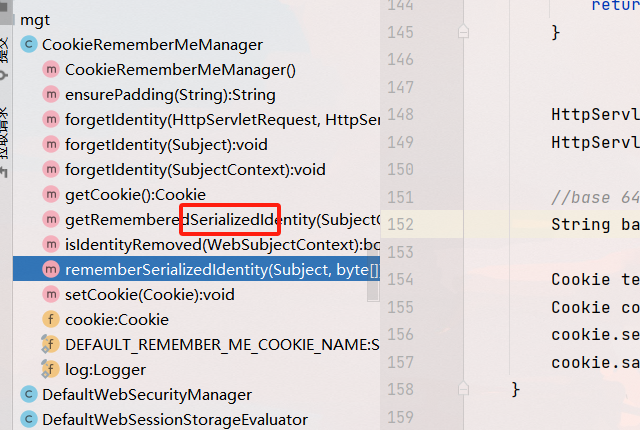 mgt
CookieRememberMeManager
CookieRememberMeManager()
ensurePadding(String):String
forgetIdentity(HttpServletRequest, HttpSe
forgetIdentity(Subject):void
forgetIdentity(SubjectContext):void
getCookie():Cookie
getRememberedSerializedIdentity(SubjectC
isIdentityRemoved(WebSubjectContext):bo
rememberSerializedIdentity(Subject, byte[]
setCookie(Cookie):void
cookie:Cookie
DEFAULT_REMEMBER_ME_COOKIE_NAME:S
log:Logger
DefaultWebSecurityManager
DefaultWebSessionStorageEvaluator
提交
拉取请求
144 return
145 }
146
147
148 HttpServl
149 HttpServl
150
151 //base 64
152 String ba
153
154 Cookie te
155 Cookie co
156 cookie.se
157 cookie.sa
158 }
159